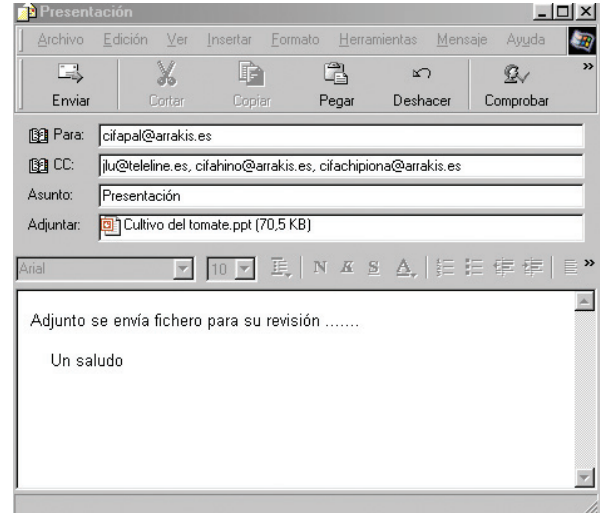 Presentación
Archivo Edición Ver Insertar Formato Herramientas Mensaje Ayuda
Enviar Cortar Copiar Pegar Deshacer Comprobar »
Para: cifapal@arrakis.es
CC: jlu@teleline.es, cifahino@arrakis.es, cifachipiona@arrakis.es
Asunto: Presentación
Adjuntar: Cultivo del tomate.ppt (70,5 KB)
Arial 10 N K S A »
Adjunto se envía fichero para su revisión .......
Un saludo